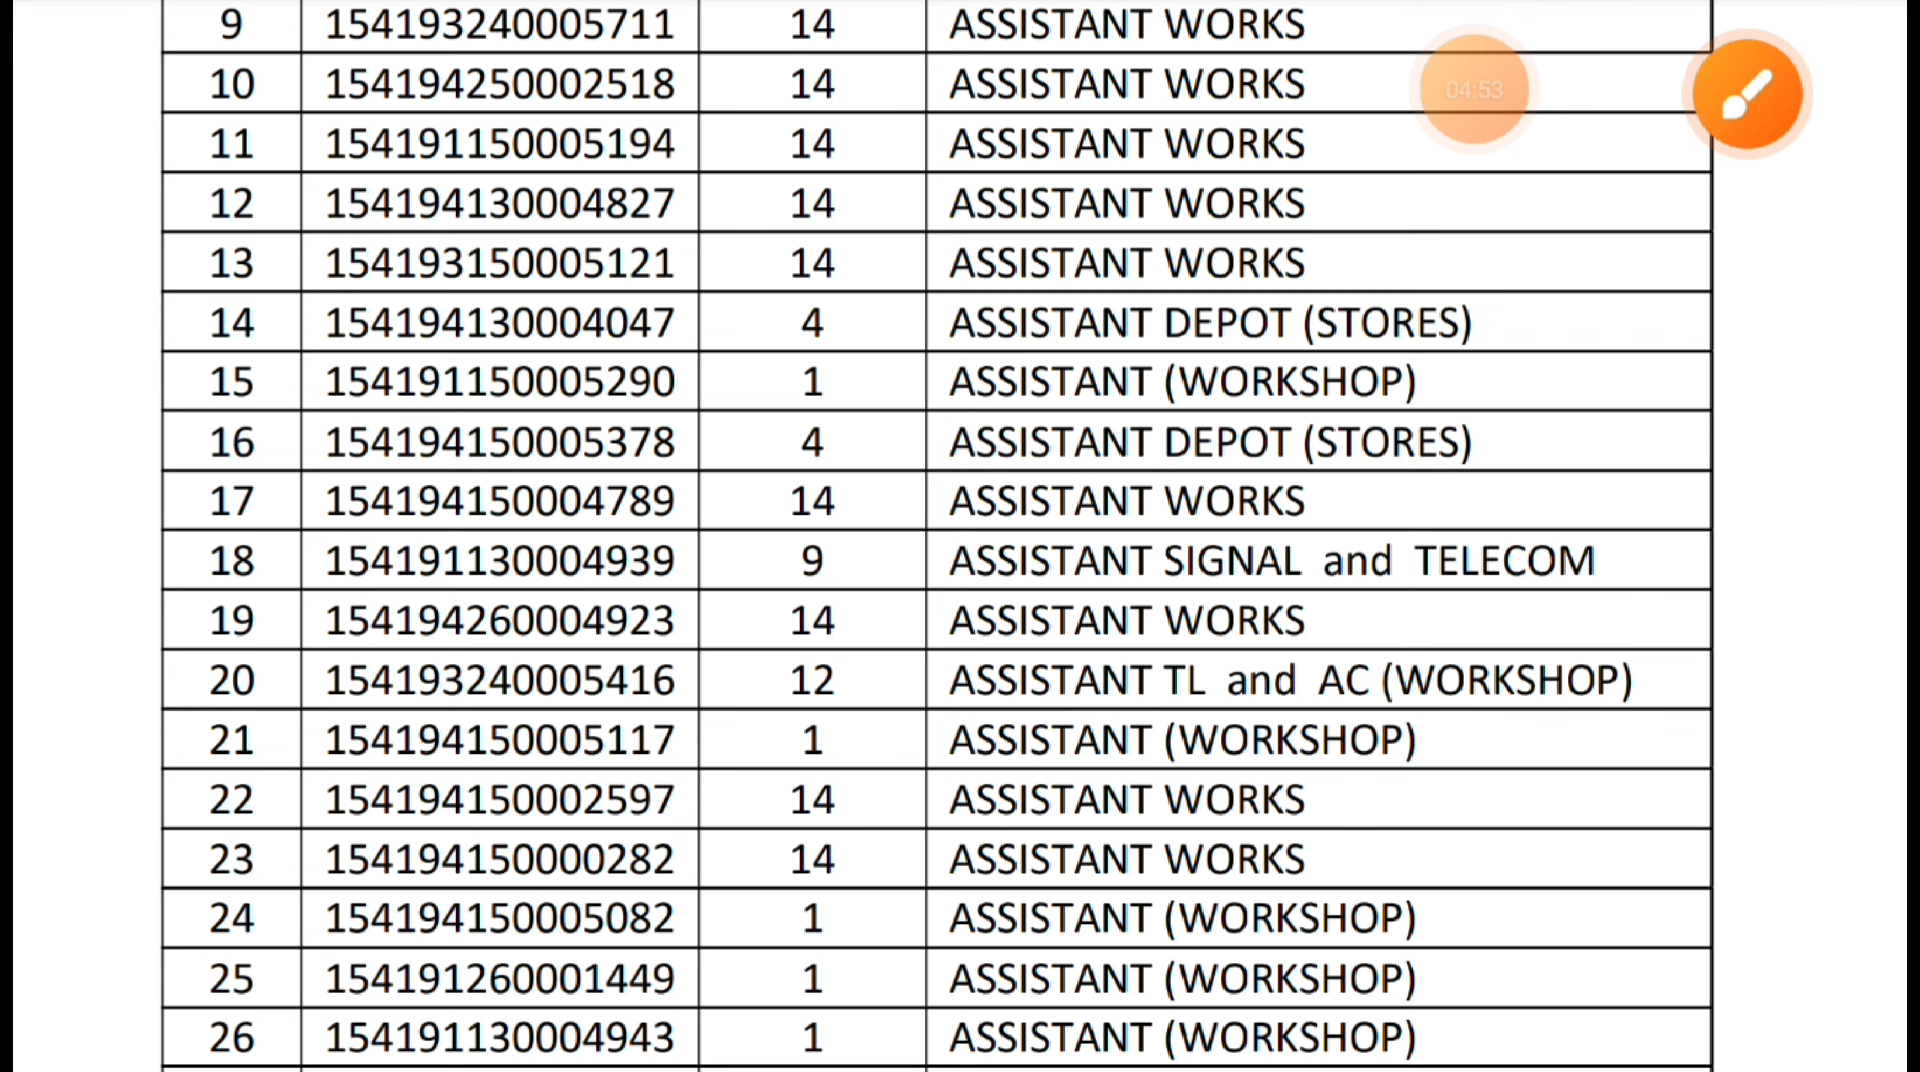 9 154193240005711 14 ASSISTANT WORKS
10 154194250002518 14 ASSISTANT WORKS
04:53
11 154191150005194 14 ASSISTANT WORKS
12 154194130004827 14 ASSISTANT WORKS
13 154193150005121 14 ASSISTANT WORKS
14 154194130004047 4 ASSISTANT DEPOT (STORES)
15 154191150005290 1 ASSISTANT (WORKSHOP)
16 154194150005378 4 ASSISTANT DEPOT (STORES)
17 154194150004789 14 ASSISTANT WORKS
18 154191130004939 9 ASSISTANT SIGNAL and TELECOM
19 154194260004923 14 ASSISTANT WORKS
20 154193240005416 12 ASSISTANT TL and AC (WORKSHOP)
21 154194150005117 1 ASSISTANT (WORKSHOP)
22 154194150002597 14 ASSISTANT WORKS
23 154194150000282 14 ASSISTANT WORKS
24 154194150005082 1 ASSISTANT (WORKSHOP)
25 154191260001449 1 ASSISTANT (WORKSHOP)
26 154191130004943 1 ASSISTANT (WORKSHOP)